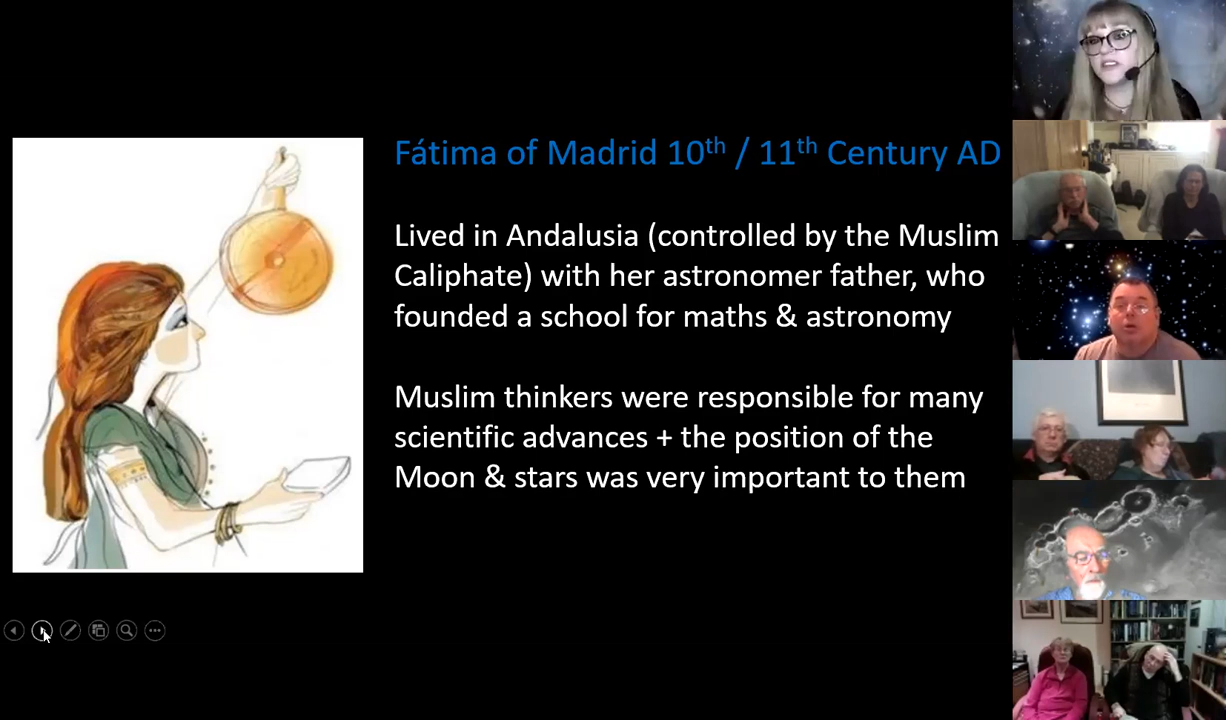 Fátima of Madrid 10th / 11th Century AD
Lived in Andalusia (controlled by the Muslim
Caliphate) with her astronomer father, who
founded a school for maths & astronomy
Muslim thinkers were responsible for many
scientific advances + the position of the
Moon & stars was very important to them